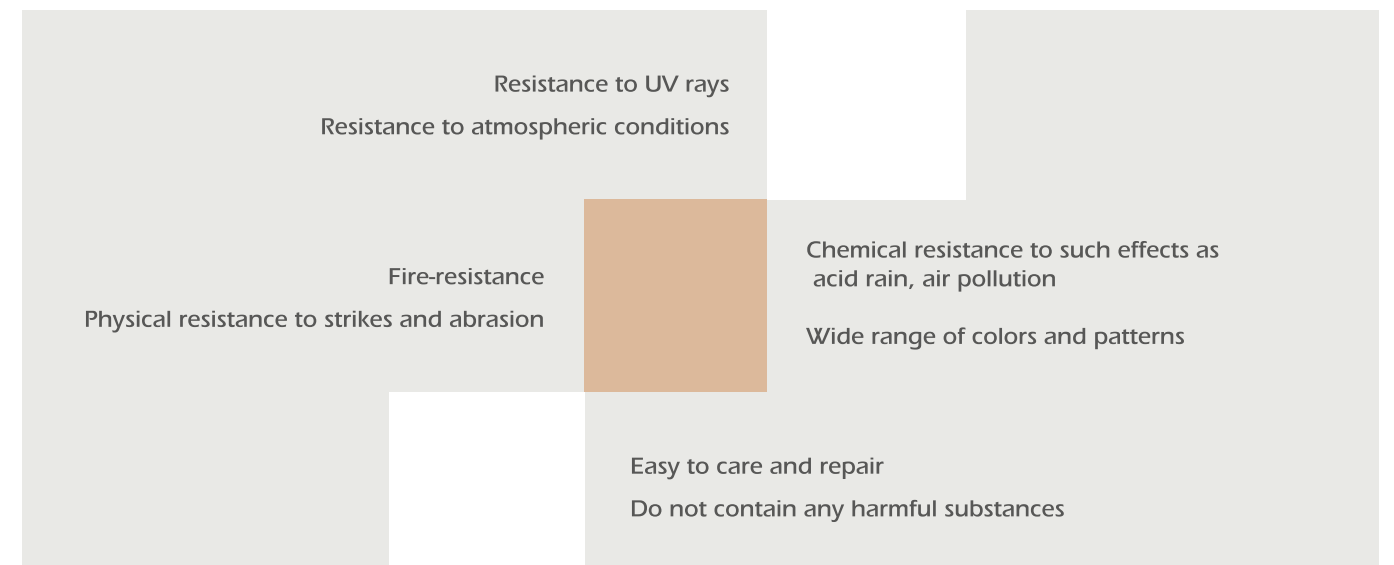 Resistance to UV rays
Resistance to atmospheric conditions
Fire-resistance
Physical resistance to strikes and abrasion
Chemical resistance to such effects as
acid rain, air pollution
Wide range of colors and patterns
Easy to care and repair
Do not contain any harmful substances